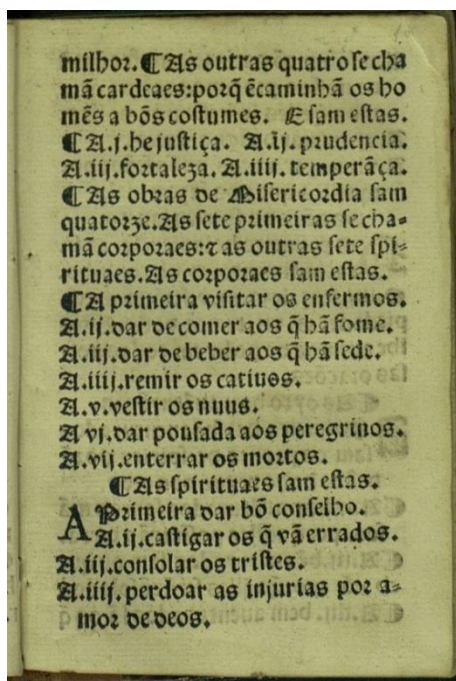 milhor. ¶ As outras quatro se cha
mã cardeaes: porq̃ ẽcaminhã os ho
mẽs a bõs costumes. E sam estas.
¶ A .j. he justiça. A .ij. prudencia.
A .iij. fortaleza. A .iiij. temperãça.
¶ As obras de Misericordia sam
quatorze. As sete primeiras se cha-
mã corporaes: ⁊ as outras sete spi-
rituaes. As corporaes sam estas.
¶ A primeira visitar os enfermos.
A .ij. dar de comer aos q̃ hã fome.
A .iij. dar de beber aos q̃ hã sede.
A .iiij. remir os catiuos.
A .v. vestir os nuus.
A vj. dar pousada aos peregrinos.
A .vij. enterrar os mortos.
¶ As spirituaes sam estas.
A Primeira dar bõ conselho.
A .ij. castigar os q̃ vã errados.
A .iij. consolar os tristes.
A .iiij. perdoar as injurias por a-
mor de deos.